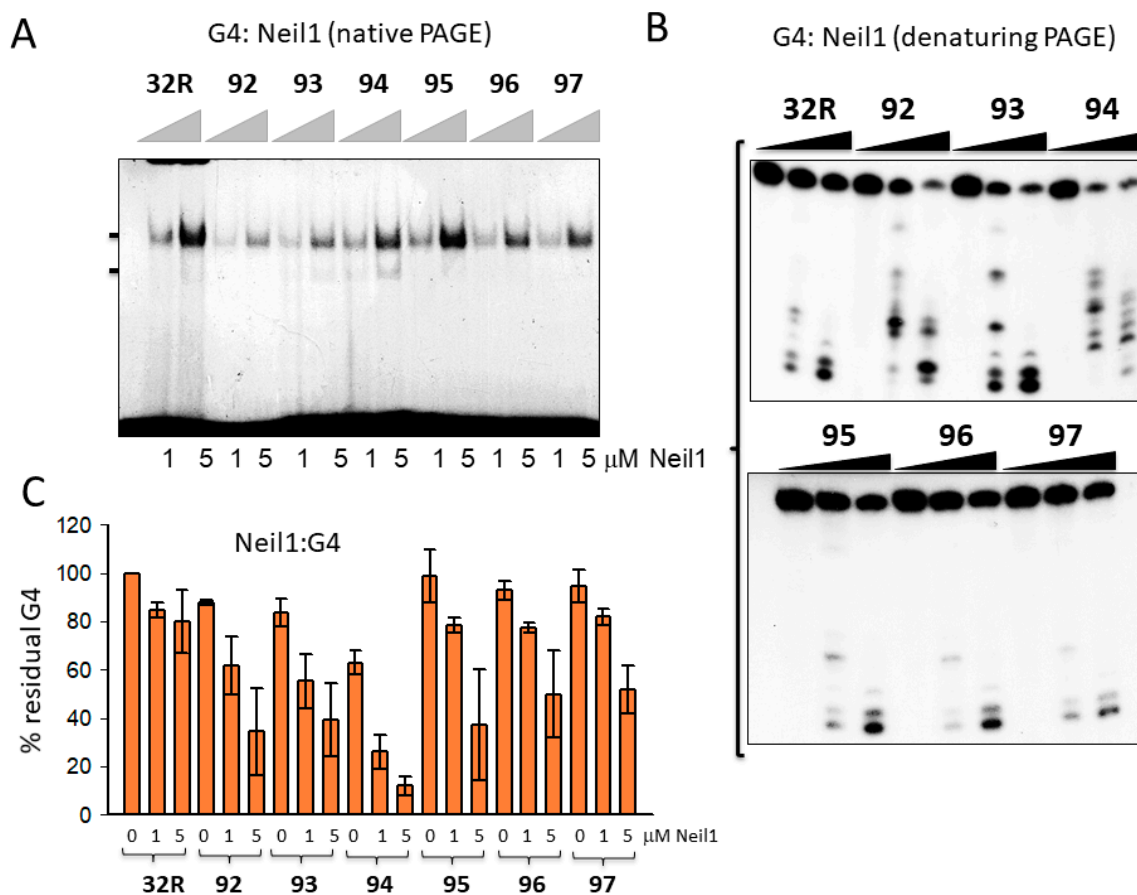 A
G4: Neil1 (native PAGE)
32R 92 93 94 95 96 97
1 5 1 5 1 5 1 5 1 5 1 5 1 5 μM Neil1
B
G4: Neil1 (denaturing PAGE)
32R 92 93 94
95 96 97
C
Neil1:G4
% residual G4
120
100
80
60
40
20
0
0 1 5 0 1 5 0 1 5 0 1 5 0 1 5 0 1 5 0 1 5 μM Neil1
32R 92 93 94 95 96 97